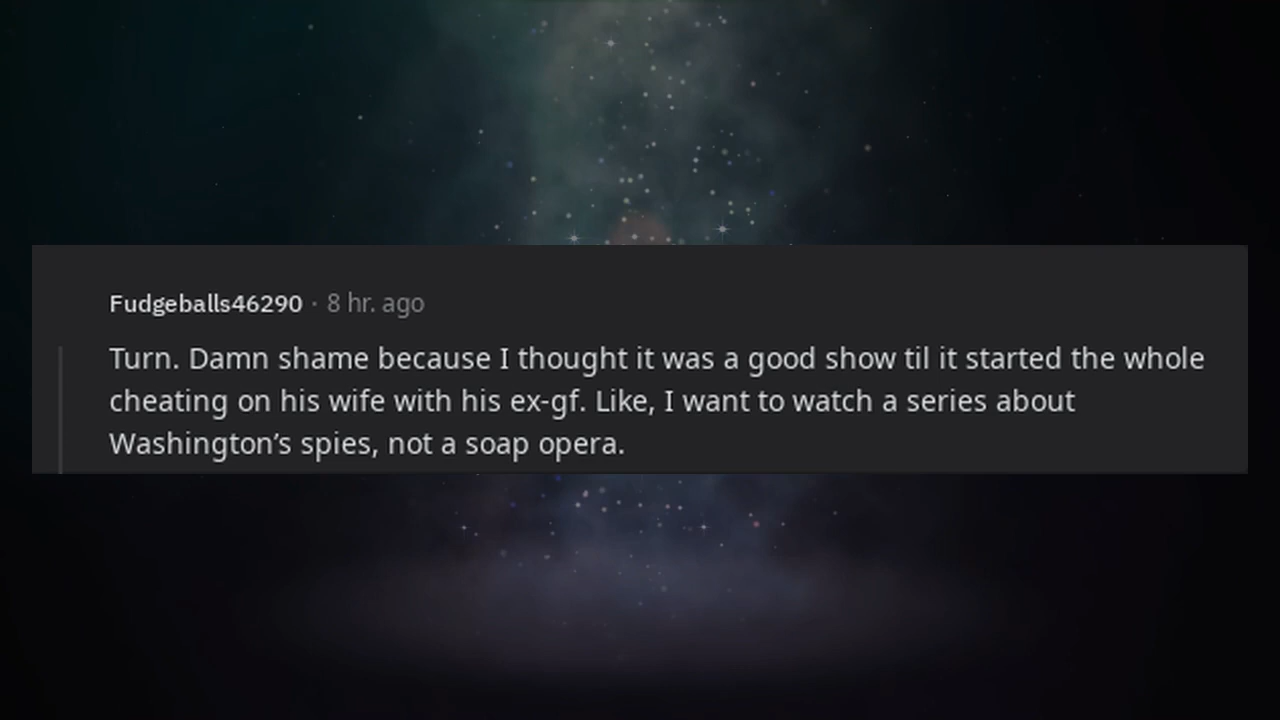 Fudgeballs46290 · 8 hr. ago
Turn. Damn shame because I thought it was a good show til it started the whole
cheating on his wife with his ex-gf. Like, I want to watch a series about
Washington’s spies, not a soap opera.